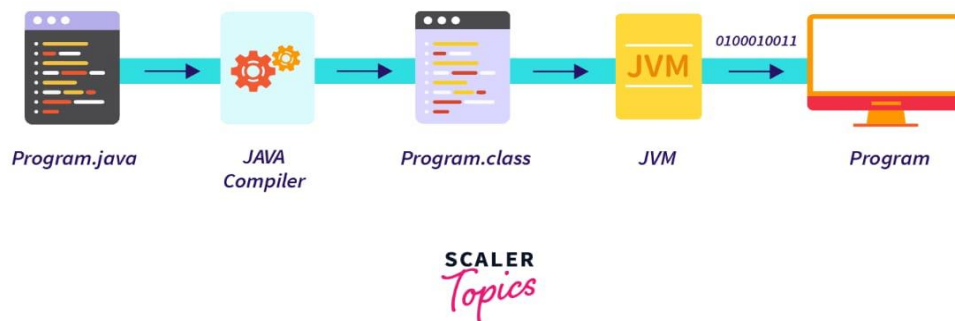 0100010011
JVM
Program.java
JAVA
Compiler
Program.class
JVM
Program
SCALER
Topics